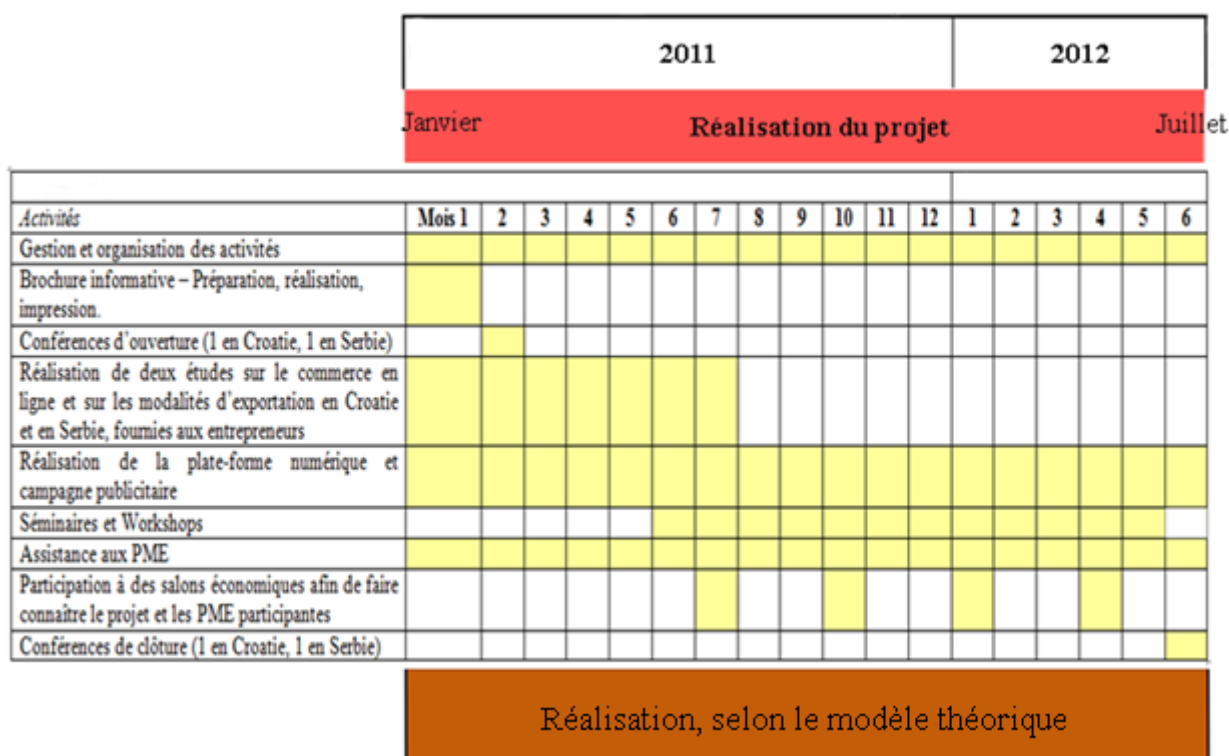 2011 2012
Janvier Réalisation du projet Juillet
Activités Mois 1 2 3 4 5 6 7 8 9 10 11 12 1 2 3 4 5 6
Gestion et organisation des activités
Brochure informative – Préparation, réalisation,
impression.
Conférences d'ouverture (1 en Croatie, 1 en Serbie)
Réalisation de deux études sur le commerce en
ligne et sur les modalités d'exportation en Croatie
et en Serbie, fournies aux entrepreneurs
Réalisation de la plate-forme numérique et
campagne publicitaire
Séminaires et Workshops
Assistance aux PME
Participation à des salons économiques afin de faire
connaître le projet et les PME participantes
Conférences de clôture (1 en Croatie, 1 en Serbie)
Réalisation, selon le modèle théorique